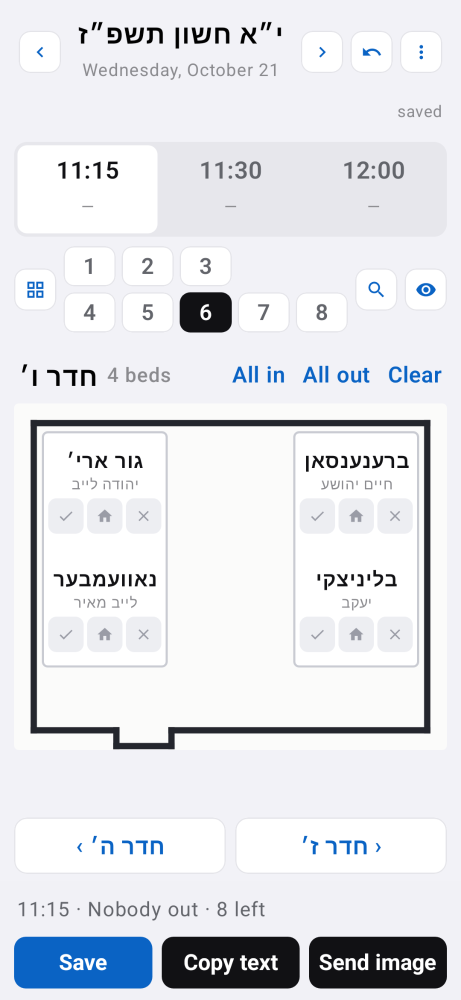 י״א חשון תשפ״ז
Wednesday, October 21
saved
11:15 11:30 12:00
– – –
1 2 3
4 5 6 7 8
חדר ו׳ 4 beds All in All out Clear
גור ארי׳
יהודה לייב
ברענענסאן
חיים יהושע
נאוועמבער
לייב מאיר
בליניצקי
יעקב
‹ חדר ה׳
חדר ז׳ ›
11:15 · Nobody out · 8 left
Save Copy text Send image